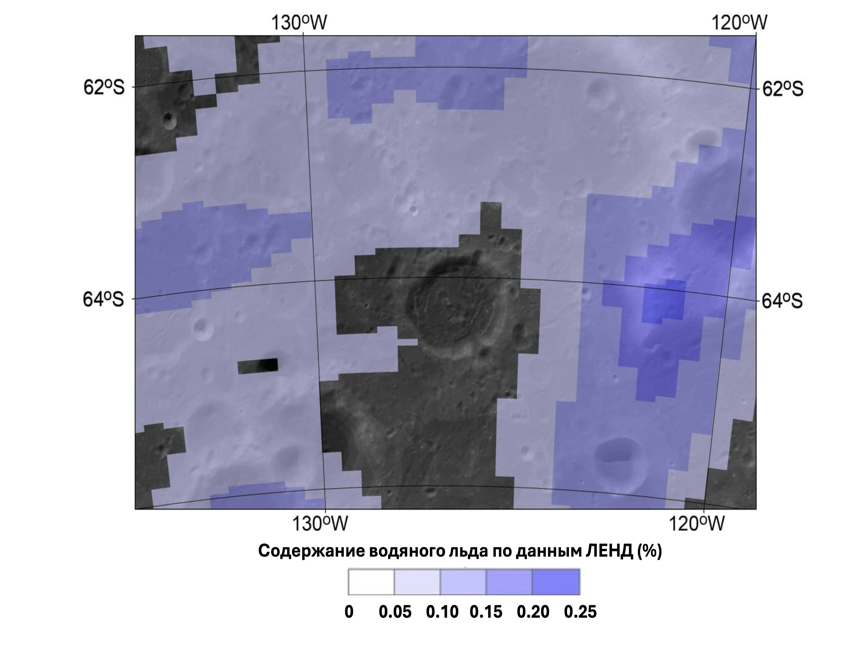 130ºW 120ºW
62ºS 62ºS
64ºS 64ºS
130ºW 120ºW
Содержание водяного льда по данным ЛЕНД (%)
0 0.05 0.10 0.15 0.20 0.25